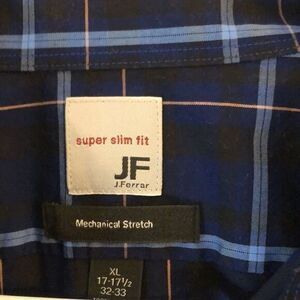 super slim fit
JF
J.Ferrar
Mechanical Stretch
XL
17-17½
32-33